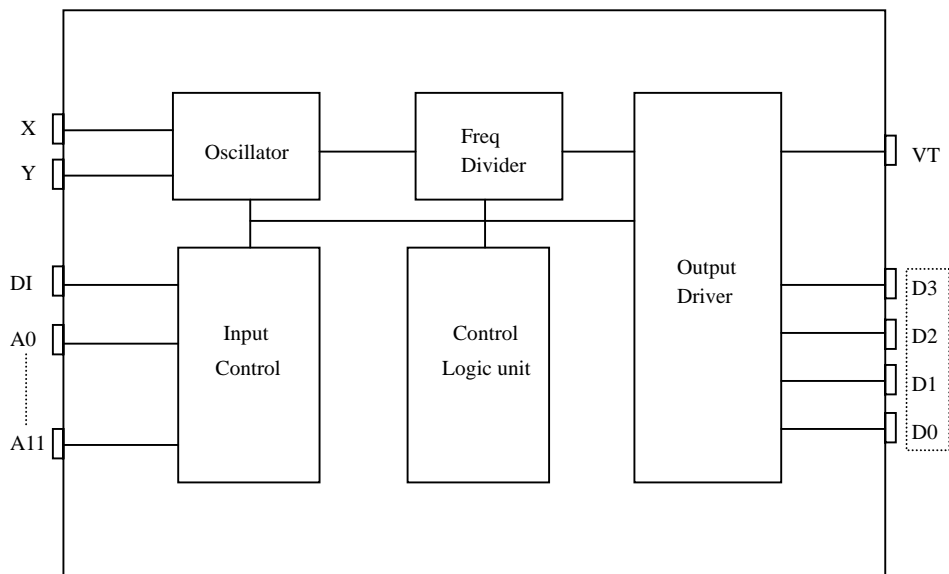 X
Y
DI
A0
A11
Oscillator
Freq
Divider
Input
Control
Control
Logic unit
Output
Driver
VT
D3
D2
D1
D0